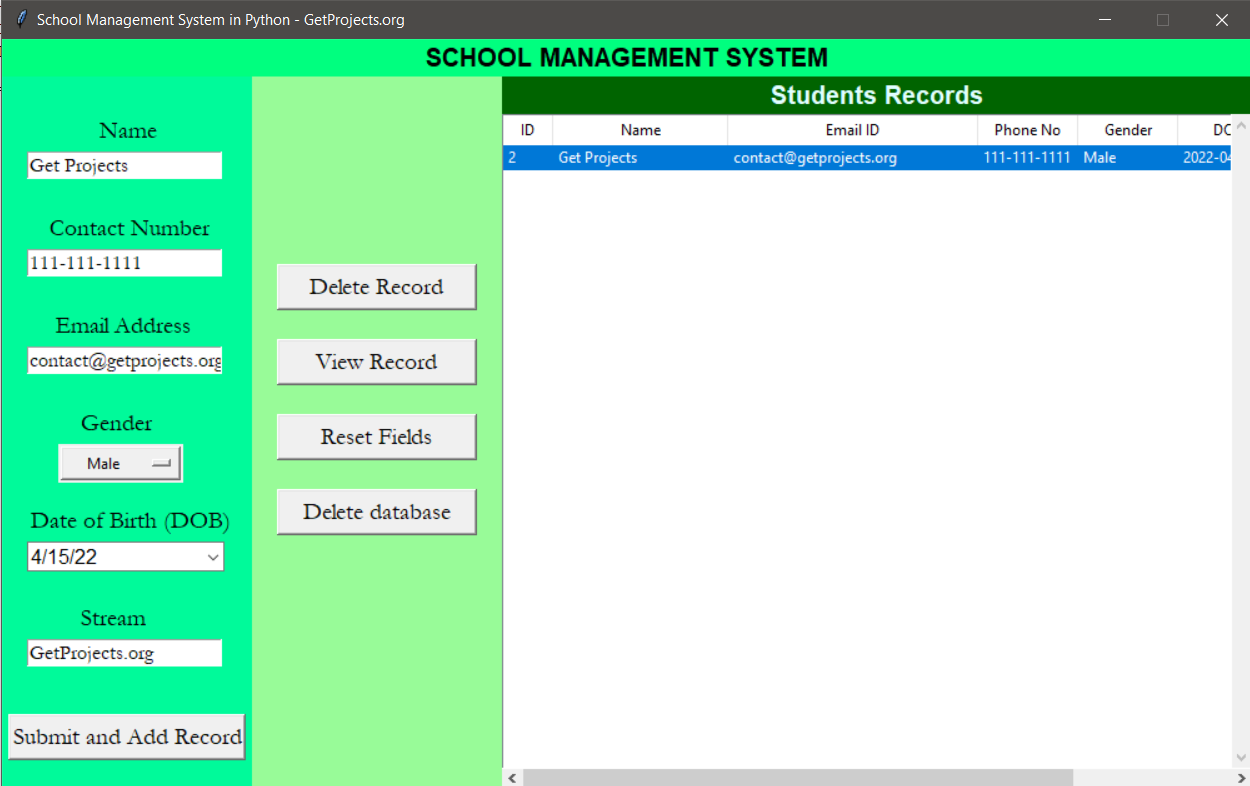 School Management System in Python - GetProjects.org
SCHOOL MANAGEMENT SYSTEM
Name
Get Projects
Contact Number
111-111-1111
Email Address
contact@getprojects.org
Gender
Male
Date of Birth (DOB)
4/15/22
Stream
GetProjects.org
Submit and Add Record
Delete Record
View Record
Reset Fields
Delete database
Students Records
ID Name Email ID Phone No Gender DO
2 Get Projects contact@getprojects.org 111-111-1111 Male 2022-04